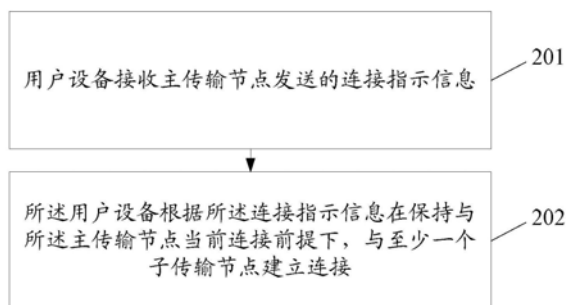 用户设备接收主传输节点发送的连接指示信息
201
所述用户设备根据所述连接指示信息在保持与
所述主传输节点当前连接前提下，与至少一个
子传输节点建立连接
202